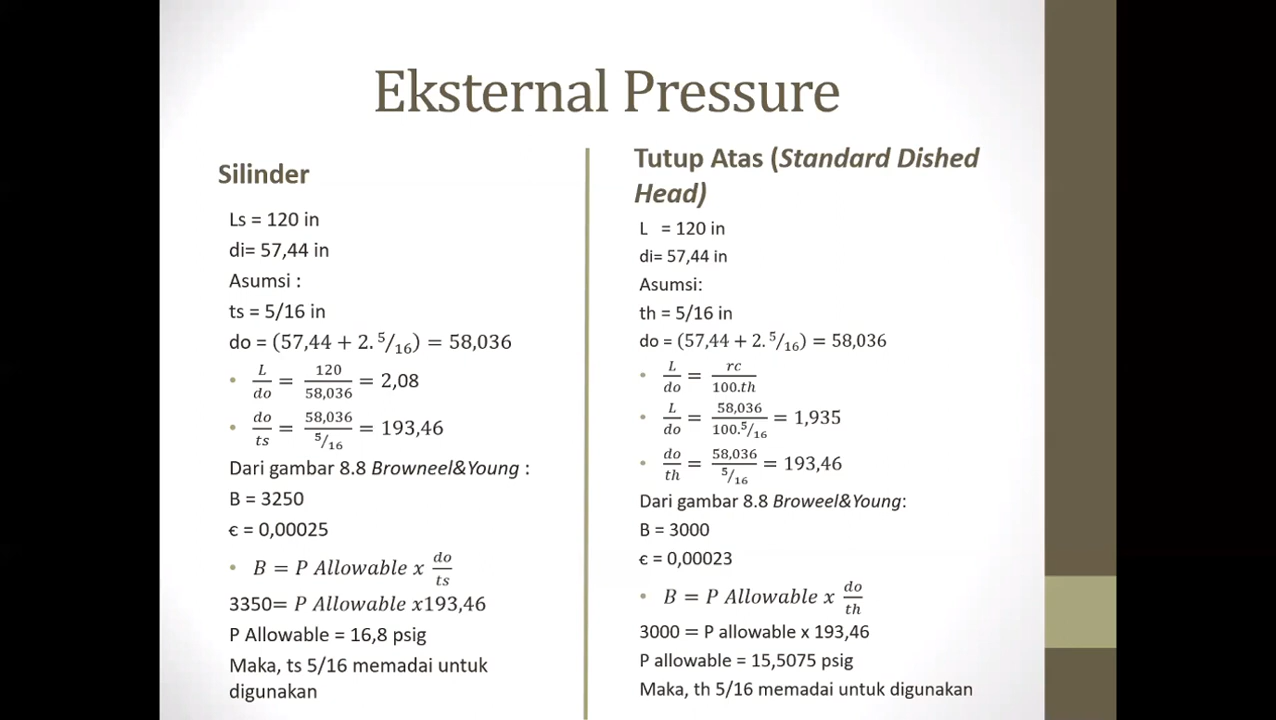 Eksternal Pressure
Silinder
Ls = 120 in
di= 57,44 in
Asumsi :
ts = 5/16 in
do = (57,44 + 2. 5/16) = 58,036
• L/do = 120/58,036 = 2,08
• do/ts = 58,036/5/16 = 193,46
Dari gambar 8.8 Browneel&Young :
B = 3250
ϵ = 0,00025
• B = P Allowable x do/ts
3350= P Allowable x193,46
P Allowable = 16,8 psig
Maka, ts 5/16 memadai untuk
digunakan
Tutup Atas (Standard Dished
Head)
L = 120 in
di= 57,44 in
Asumsi:
th = 5/16 in
do = (57,44 + 2. 5/16) = 58,036
• L/do = rc/100.th
• L/do = 58,036/100.5/16 = 1,935
• do/th = 58,036/5/16 = 193,46
Dari gambar 8.8 Broweel&Young:
B = 3000
ϵ = 0,00023
• B = P Allowable x do/th
3000 = P allowable x 193,46
P allowable = 15,5075 psig
Maka, th 5/16 memadai untuk digunakan